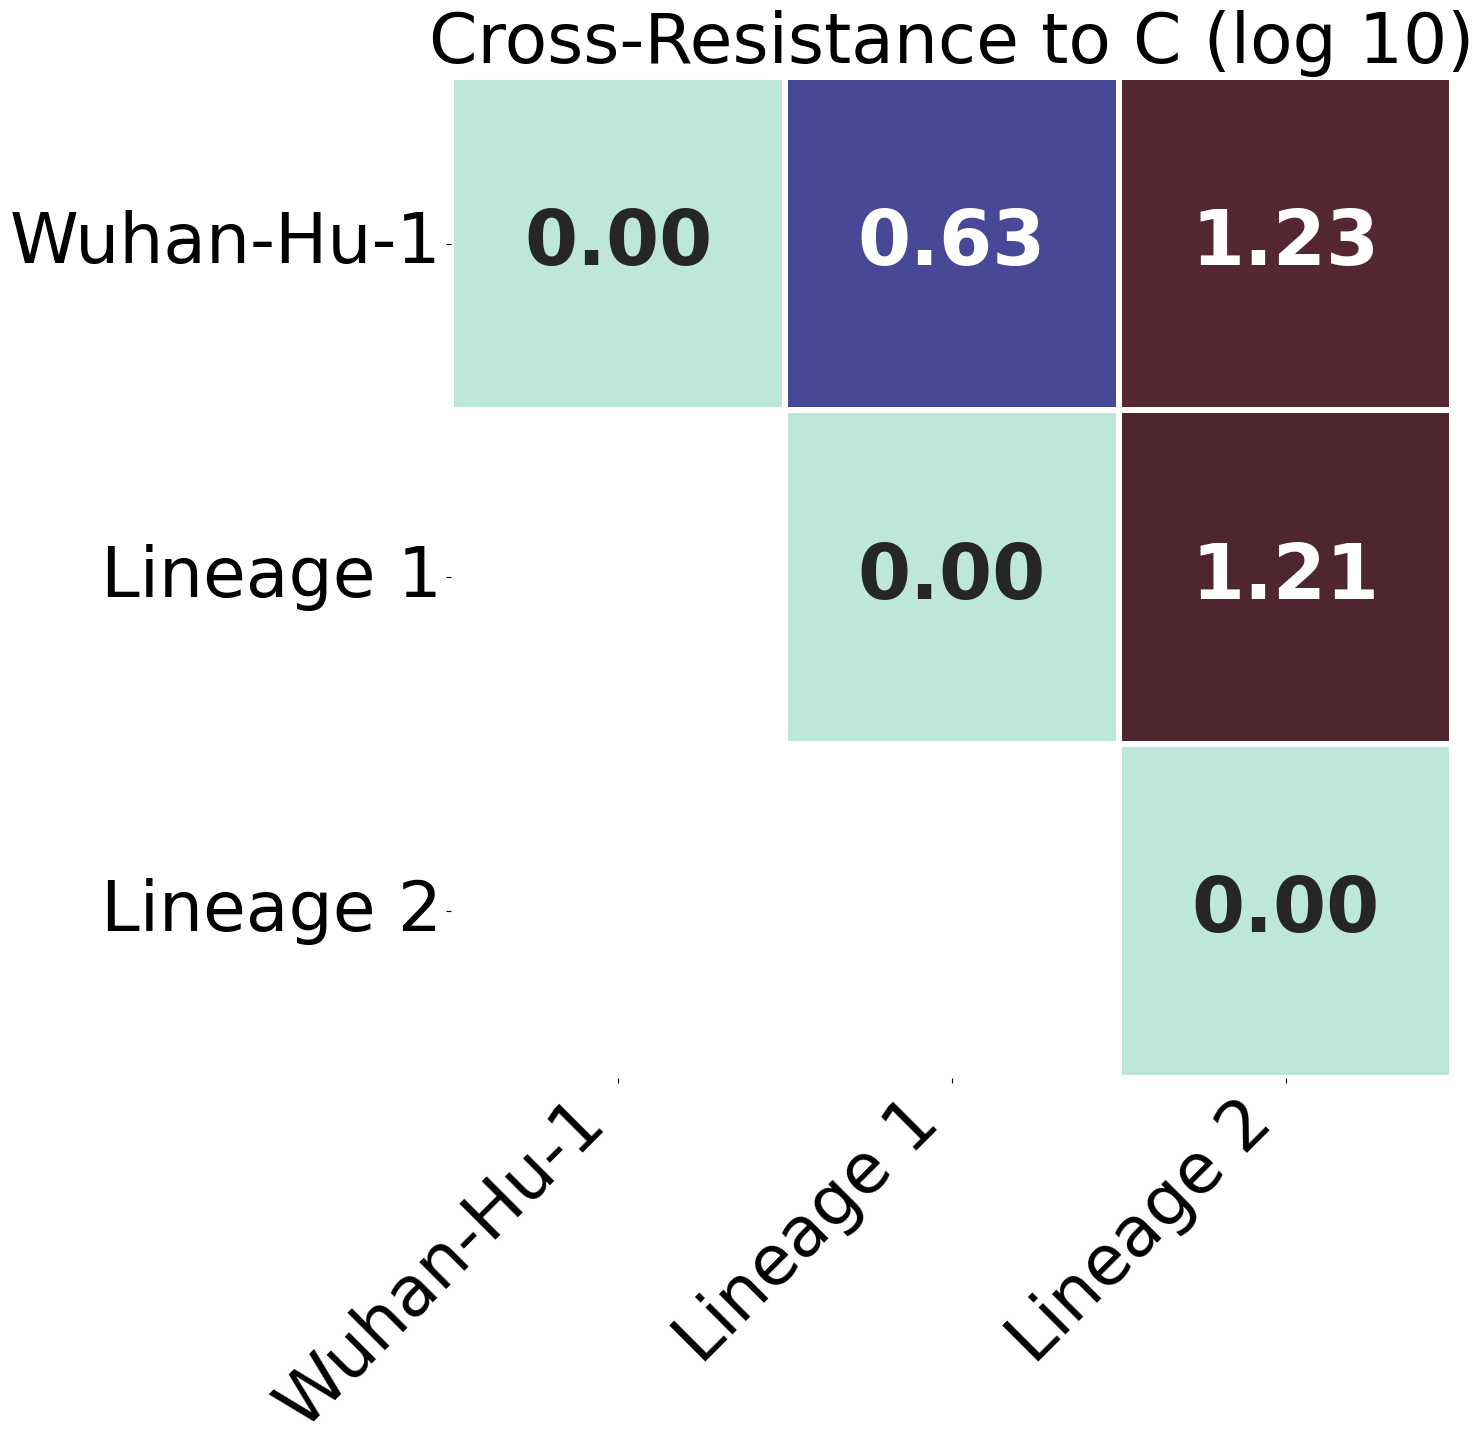 Cross-Resistance to C (log 10)
Wuhan-Hu-1
0.00
0.63
1.23
Lineage 1
0.00
1.21
Lineage 2
0.00
Wuhan-Hu-1
Lineage 1
Lineage 2